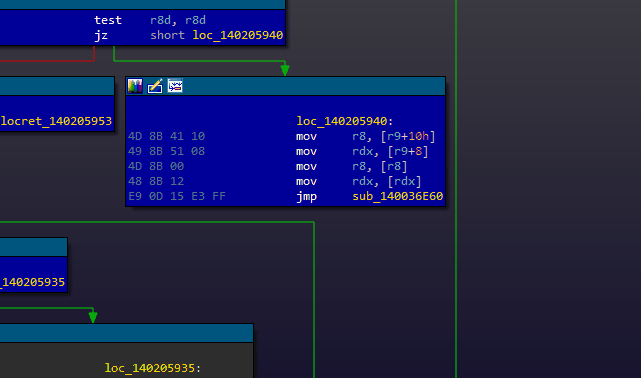 test r8d, r8d
jz short loc_140205940
locret_140205953
loc_140205940:
4D 8B 41 10 mov r8, [r9+10h]
49 8B 51 08 mov rdx, [r9+8]
4D 8B 00 mov r8, [r8]
48 8B 12 mov rdx, [rdx]
E9 0D 15 E3 FF jmp sub_140036E60
_140205935
loc_140205935: